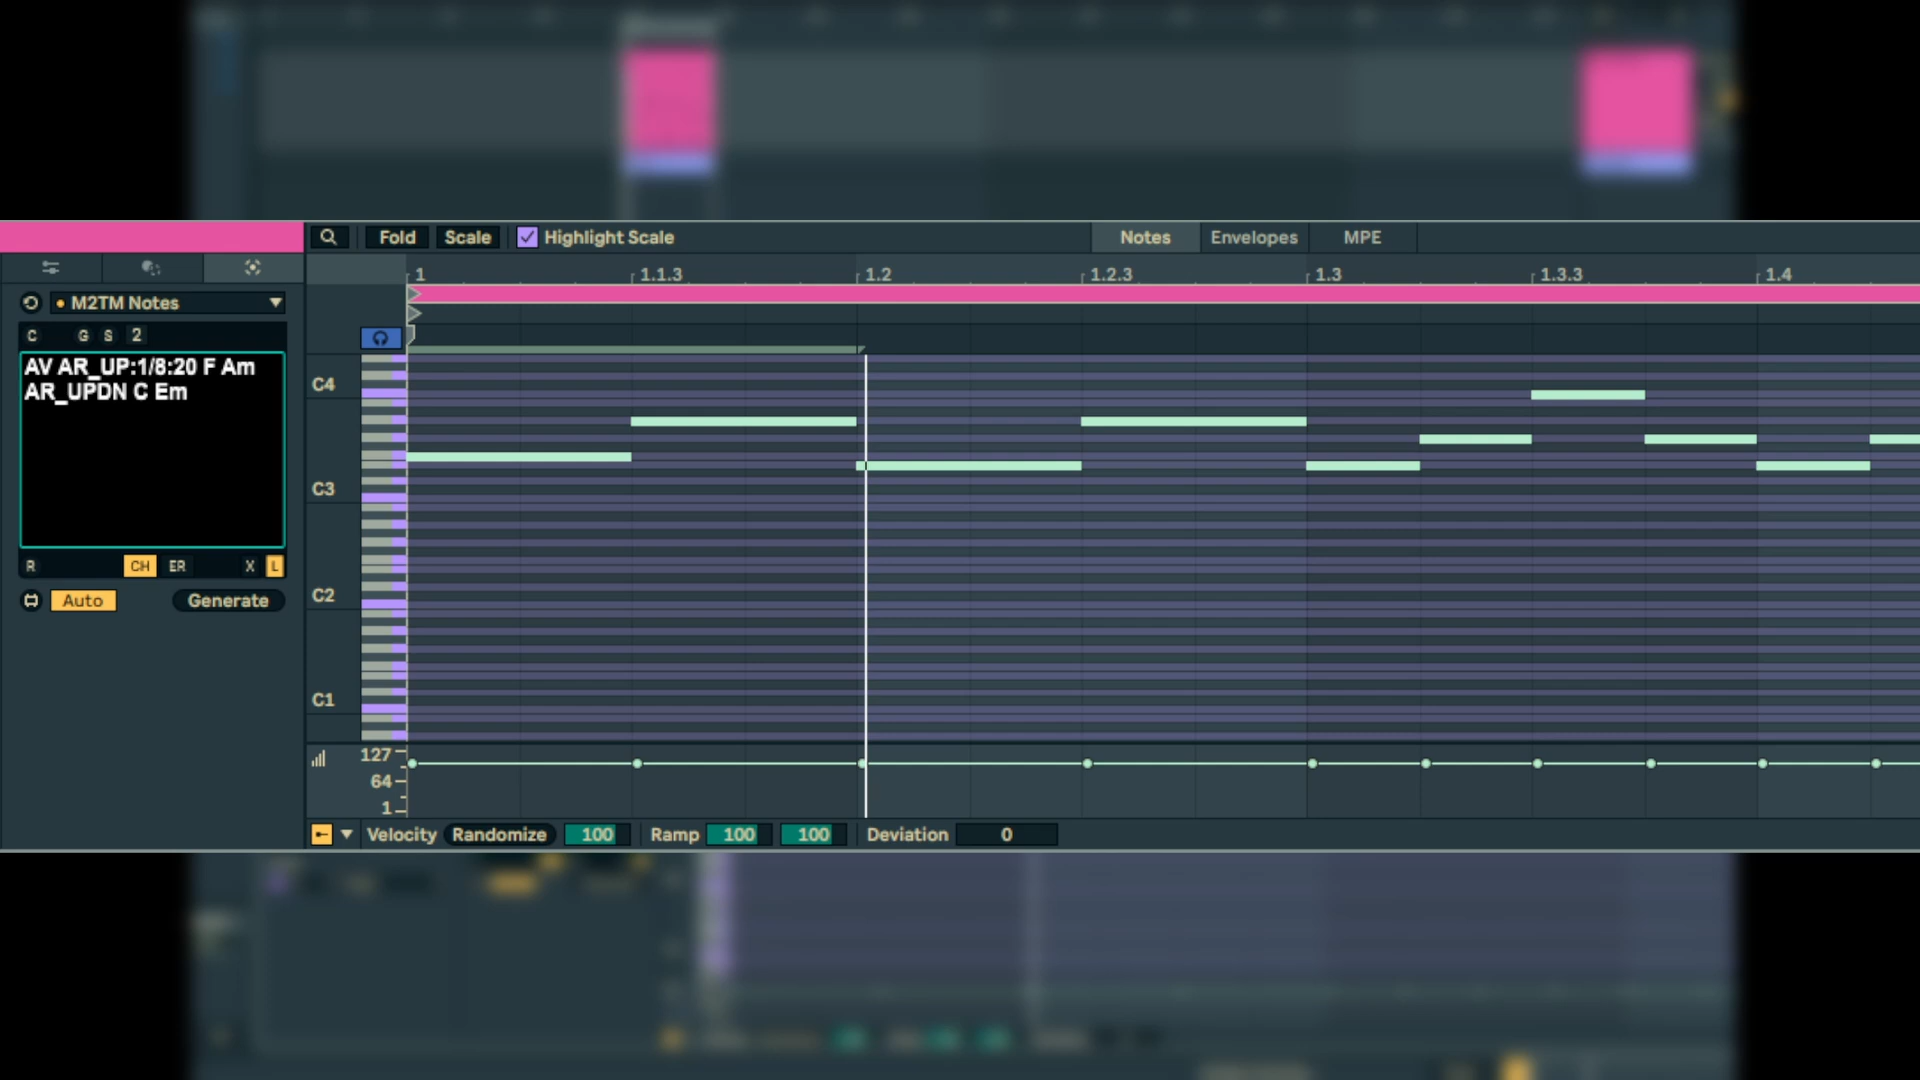 Fold Scale Highlight Scale Notes Envelopes MPE
1 1.1.3 1.2 1.2.3 1.3 1.3.3 1.4
M2TM Notes
C G S 2
AV AR_UP:1/8:20 F Am
AR_UPDN C Em
R CH ER X L
Auto Generate
C4
C3
C2
C1
127
64
1
Velocity Randomize 100 Ramp 100 100 Deviation 0